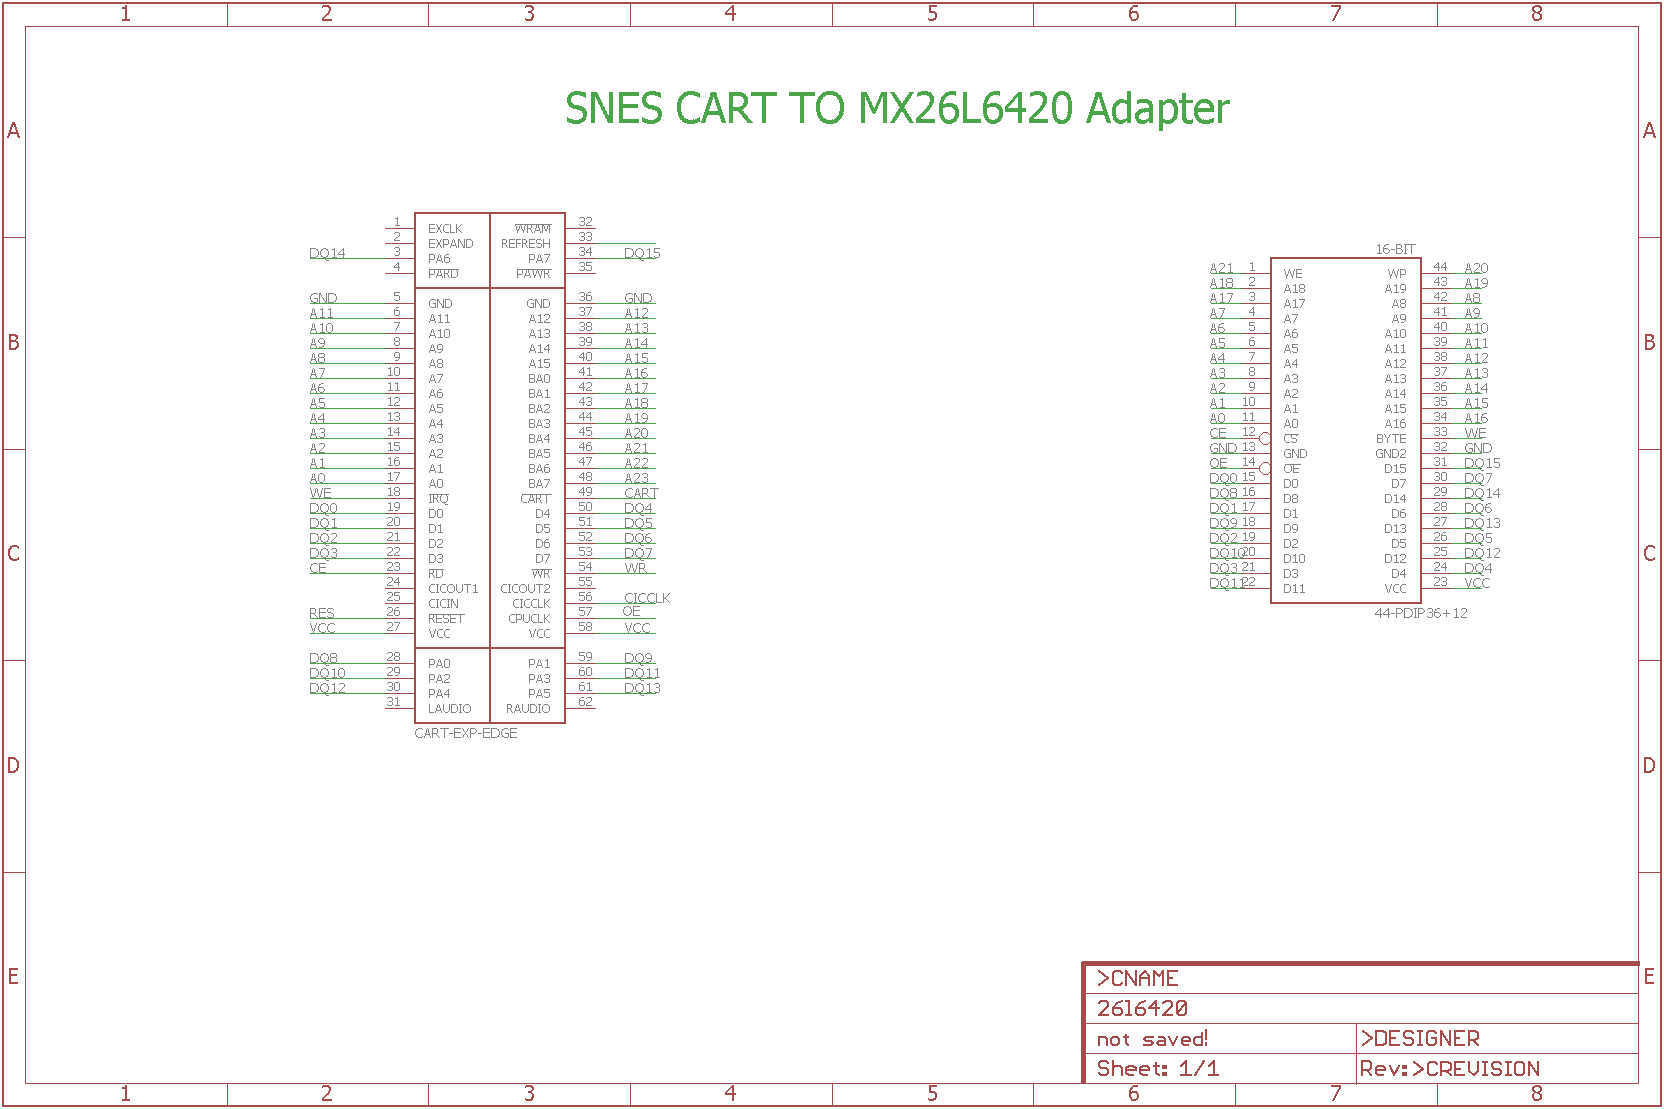 1 2 3 4 5 6 7 8
A A
SNES CART TO MX26L6420 Adapter
1 EXCLK WRAM 32
2 EXPAND REFRESH 33
DQ14 3 PA6 PA7 34 DQ15
4 PARD PAWR 35
GND 5 GND GND 36 GND
A11 6 A11 A12 37 A12
A10 7 A10 A13 38 A13
A9 8 A9 A14 39 A14
A8 9 A8 A15 40 A15
A7 10 A7 BA0 41 A16
A6 11 A6 BA1 42 A17
A5 12 A5 BA2 43 A18
A4 13 A4 BA3 44 A19
A3 14 A3 BA4 45 A20
A2 15 A2 BA5 46 A21
A1 16 A1 BA6 47 A22
A0 17 A0 BA7 48 A23
WE 18 IRQ CART 49 CART
DQ0 19 D0 D4 50 DQ4
DQ1 20 D1 D5 51 DQ5
DQ2 21 D2 D6 52 DQ6
DQ3 22 D3 D7 53 DQ7
CE 23 RD WR 54 WR
24 CICOUT1 CICOUT2 55
25 CICIN CICCLK 56 CICCLK
RES 26 RESET CPUCLK 57 OE
VCC 27 VCC VCC 58 VCC
DQ8 28 PA0 PA1 59 DQ9
DQ10 29 PA2 PA3 60 DQ11
DQ12 30 PA4 PA5 61 DQ13
31 LAUDIO RAUDIO 62
CART-EXP-EDGE
16-BIT
A21 1 WE WP 44 A20
A18 2 A18 A19 43 A19
A17 3 A17 A8 42 A8
A7 4 A7 A9 41 A9
A6 5 A6 A10 40 A10
A5 6 A5 A11 39 A11
A4 7 A4 A12 38 A12
A3 8 A3 A13 37 A13
A2 9 A2 A14 36 A14
A1 10 A1 A15 35 A15
A0 11 A0 A16 34 A16
CE 12 CS BYTE 33 WE
GND 13 GND GND2 32 GND
OE 14 OE D15 31 DQ15
DQ0 15 D0 D7 30 DQ7
DQ8 16 D8 D14 29 DQ14
DQ1 17 D1 D6 28 DQ6
DQ9 18 D9 D13 27 DQ13
DQ2 19 D2 D5 26 DQ5
DQ10 20 D10 D12 25 DQ12
DQ3 21 D3 D4 24 DQ4
DQ11 22 D11 VCC 23 VCC
44-PDIP36+12
B B
C C
D D
E E
>CNAME
26l6420
not saved! >DESIGNER
Sheet: 1/1 Rev:>CREVISION
1 2 3 4 5 6 7 8